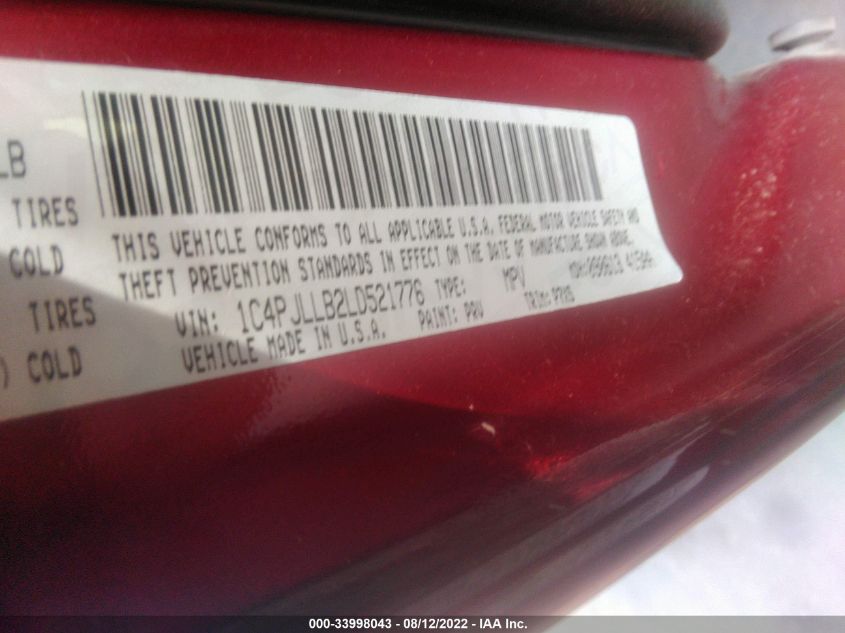 LB
TIRES
COLD
TIRES
) COLD
THIS VEHICLE CONFORMS TO ALL APPLICABLE U.S.A. FEDERAL MOTOR VEHICLE SAFETY AND
THEFT PREVENTION STANDARDS IN EFFECT ON THE DATE OF MANUFACTURE SHOWN ABOVE.
VIN: 1C4PJLLB2LD521776 TYPE: MPV MDH:
VEHICLE MADE IN U.S.A. PAINT: PRV TRIM:
000-33998043 - 08/12/2022 - IAA Inc.